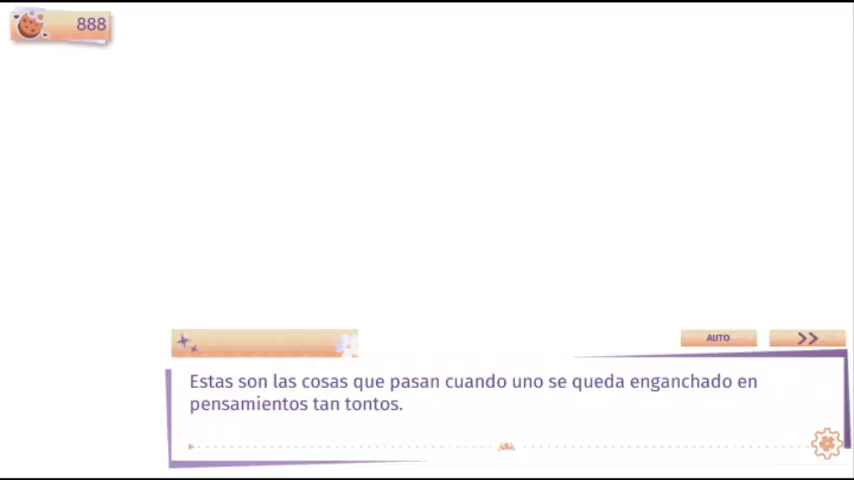 888
AUTO
Estas son las cosas que pasan cuando uno se queda enganchado en
pensamientos tan tontos.